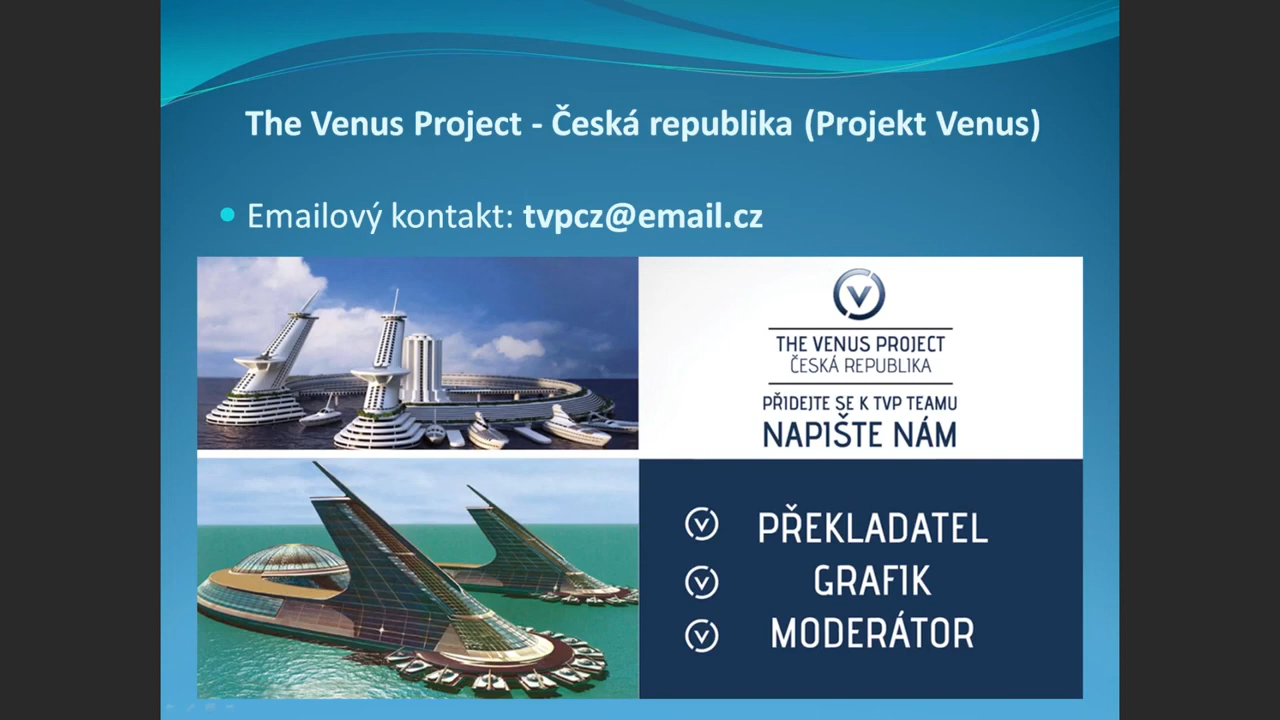 The Venus Project - Česká republika (Projekt Venus)
Emailový kontakt: tvpcz@email.cz
THE VENUS PROJECT
ČESKÁ REPUBLIKA
PŘIDEJTE SE K TVP TEAMU
NAPIŠTE NÁM
PŘEKLADATEL
GRAFIK
MODERÁTOR